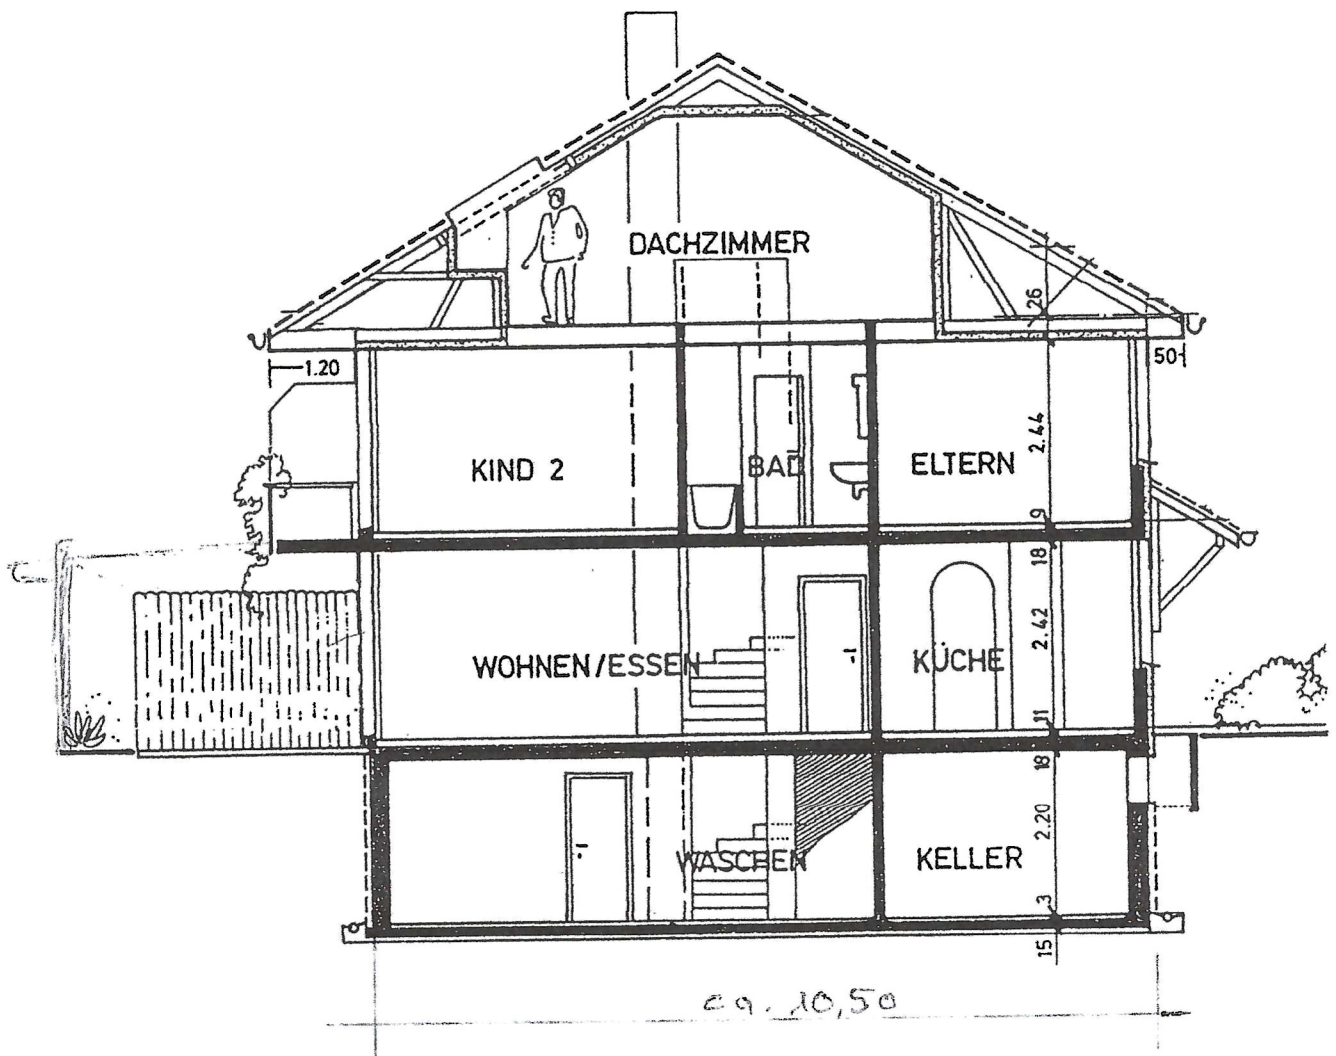 DACHZIMMER
26
1.20
50
2.44
KIND 2
BAD
ELTERN
9
18
2.42
WOHNEN/ESSEN
KÜCHE
11
18
2.20
WASCHEN
KELLER
3
15
ca. 10,50